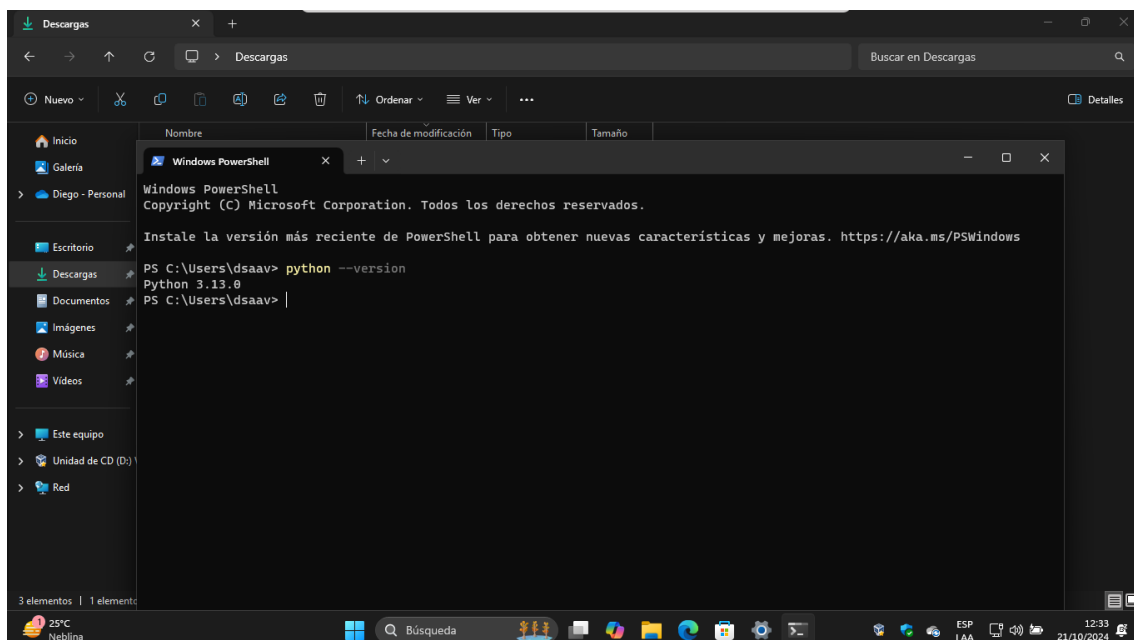 Descargas
Descargas
Buscar en Descargas
Nuevo
Ordenar
Ver
Detalles
Nombre
Fecha de modificación
Tipo
Tamaño
Inicio
Galería
Diego - Personal
Escritorio
Descargas
Documentos
Imágenes
Música
Vídeos
Este equipo
Unidad de CD (D:)
Red
Windows PowerShell
Windows PowerShell
Copyright (C) Microsoft Corporation. Todos los derechos reservados.
Instale la versión más reciente de PowerShell para obtener nuevas características y mejoras. https://aka.ms/PSWindows
PS C:\Users\dsaav> python --version
Python 3.13.0
PS C:\Users\dsaav>
3 elementos | 1 elemento
1
25°C
Neblina
Búsqueda
ESP
LAA
12:33
21/10/2024